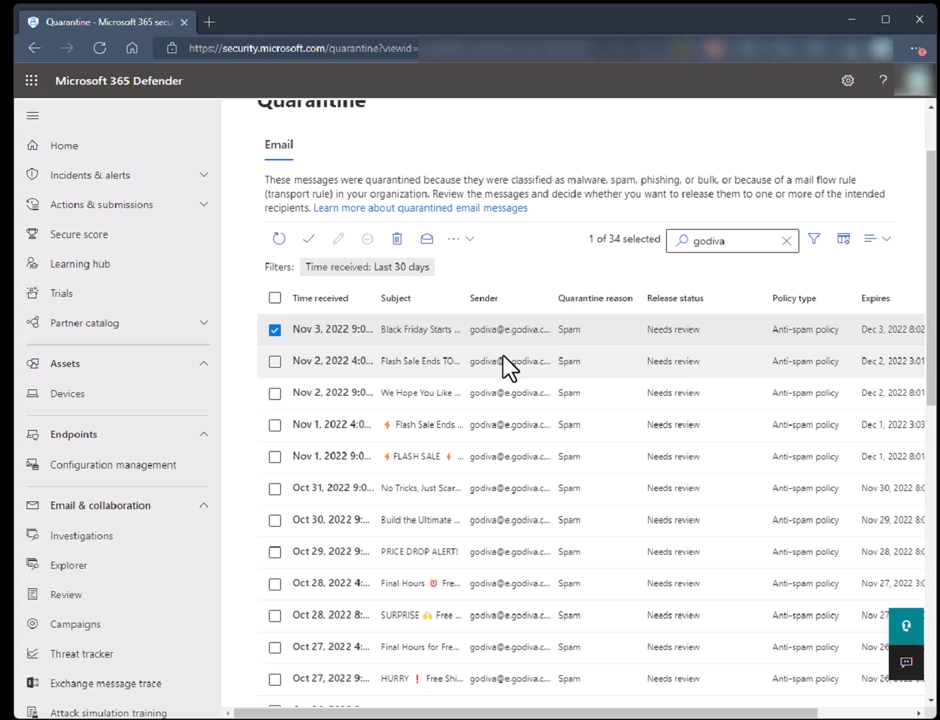 Quarantine - Microsoft 365 secu
https://security.microsoft.com/quarantine?viewid=
Microsoft 365 Defender
Quarantine
Home
Incidents & alerts
Actions & submissions
Secure score
Learning hub
Trials
Partner catalog
Assets
Devices
Endpoints
Configuration management
Email & collaboration
Investigations
Explorer
Review
Campaigns
Threat tracker
Exchange message trace
Attack simulation training
Email
These messages were quarantined because they were classified as malware, spam, phishing, or bulk, or because of a mail flow rule
(transport rule) in your organization. Review the messages and decide whether you want to release them to one or more of the intended
recipients. Learn more about quarantined email messages
1 of 34 selected godiva
Filters: Time received: Last 30 days
Time received Subject Sender Quarantine reason Release status Policy type Expires
Nov 3, 2022 9:0... Black Friday Starts ... godiva@e.godiva.c... Spam Needs review Anti-spam policy Dec 3, 2022 8:02
Nov 2, 2022 4:0... Flash Sale Ends TO... godiva@e.godiva.c... Spam Needs review Anti-spam policy Dec 2, 2022 3:01
Nov 2, 2022 9:0... We Hope You Like ... godiva@e.godiva.c... Spam Needs review Anti-spam policy Dec 2, 2022 8:01
Nov 1, 2022 4:0... ⚡ Flash Sale Ends ... godiva@e.godiva.c... Spam Needs review Anti-spam policy Dec 1, 2022 3:03
Nov 1, 2022 9:0... ⚡ FLASH SALE ⚡ ... godiva@e.godiva.c... Spam Needs review Anti-spam policy Dec 1, 2022 8:01
Oct 31, 2022 9:0... No Tricks, Just Scar... godiva@e.godiva.c... Spam Needs review Anti-spam policy Nov 30, 2022 8:0
Oct 30, 2022 9:... Build the Ultimate ... godiva@e.godiva.c... Spam Needs review Anti-spam policy Nov 29, 2022 8:0
Oct 29, 2022 9:... PRICE DROP ALERT! godiva@e.godiva.c... Spam Needs review Anti-spam policy Nov 28, 2022 8:0
Oct 28, 2022 4:... Final Hours ⏰ Fre... godiva@e.godiva.c... Spam Needs review Anti-spam policy Nov 27, 2022 3:0
Oct 28, 2022 8:... SURPRISE 🙌 Free ... godiva@e.godiva.c... Spam Needs review Anti-spam policy Nov 27
Oct 27, 2022 4:... Final Hours for Fre... godiva@e.godiva.c... Spam Needs review Anti-spam policy Nov 26
Oct 27, 2022 9:... HURRY ❗ Free Shi... godiva@e.godiva.c... Spam Needs review Anti-spam policy Nov 26